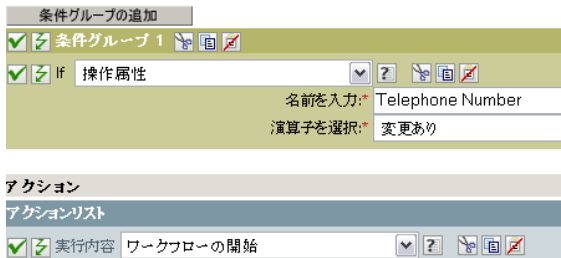 条件グループの追加
条件グループ 1
If 操作属性 ?
名前を入力:* Telephone Number
演算子を選択:* 変更あり
アクション
アクションリスト
実行内容 ワークフローの開始 ?